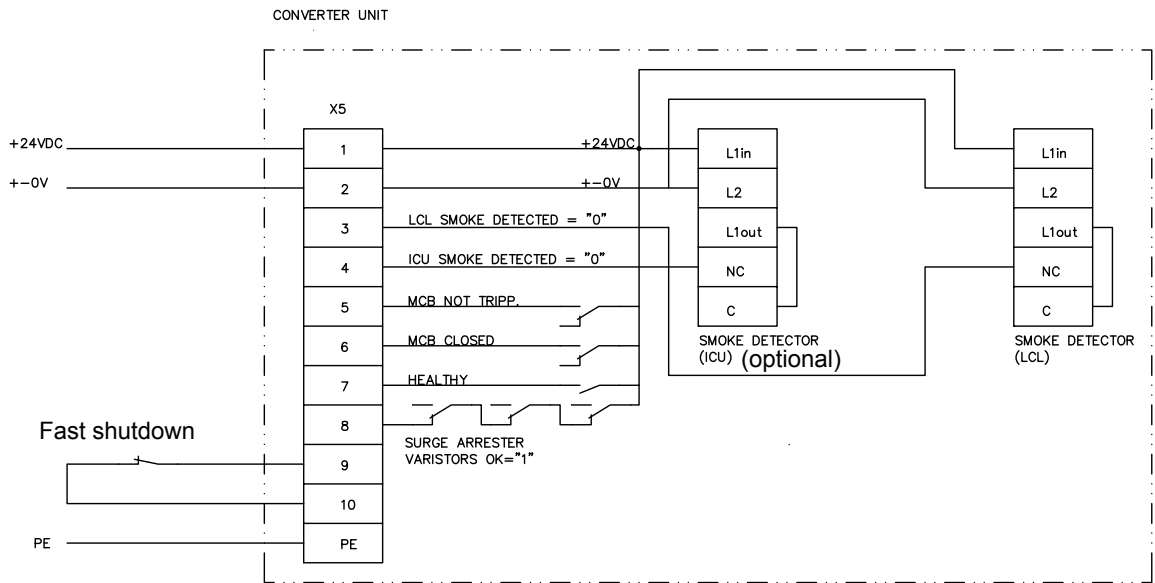 CONVERTER UNIT
X5
+24VDC
1
+24VDC
L1in
L1in
+-0V
2
+-0V
L2
L2
3
LCL SMOKE DETECTED = "0"
L1out
L1out
4
ICU SMOKE DETECTED = "0"
NC
NC
5
MCB NOT TRIPP.
C
C
6
MCB CLOSED
SMOKE DETECTOR
(ICU) (optional)
SMOKE DETECTOR
(LCL)
7
HEALTHY
8
SURGE ARRESTER
VARISTORS OK="1"
Fast shutdown
9
10
PE
PE